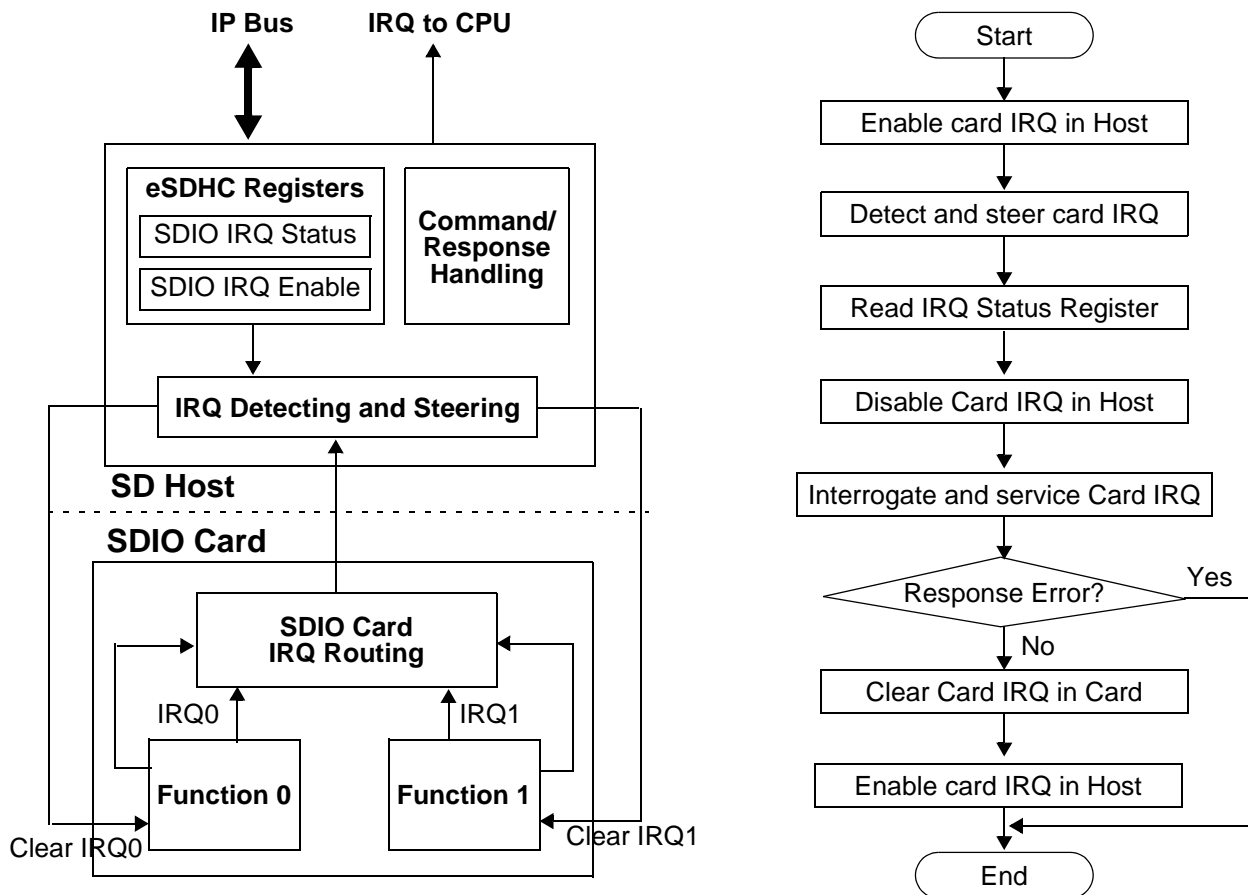 IP Bus
IRQ to CPU
eSDHC Registers
SDIO IRQ Status
SDIO IRQ Enable
Command/
Response
Handling
IRQ Detecting and Steering
SD Host
SDIO Card
SDIO Card
IRQ Routing
IRQ0
IRQ1
Function 0
Function 1
Clear IRQ0
Clear IRQ1
Start
Enable card IRQ in Host
Detect and steer card IRQ
Read IRQ Status Register
Disable Card IRQ in Host
Interrogate and service Card IRQ
Response Error?
Yes
No
Clear Card IRQ in Card
Enable card IRQ in Host
End